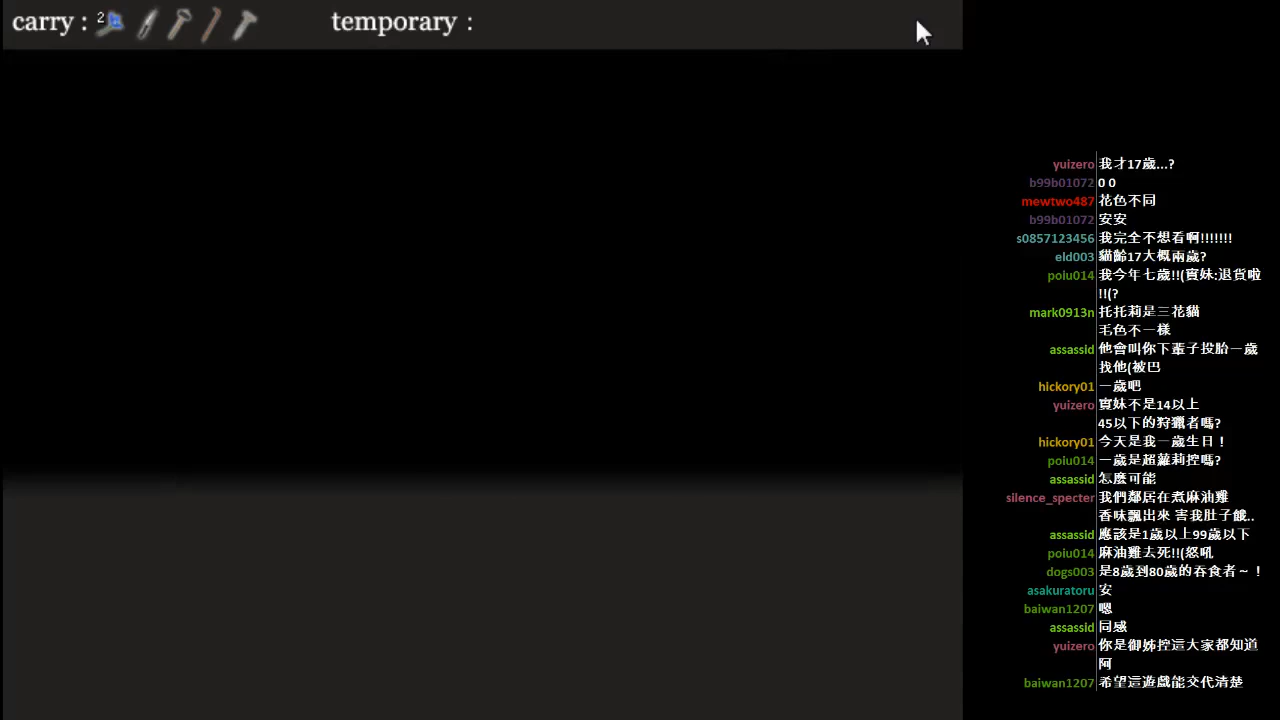 carry : 2
temporary :
yuizero 我才17歲...?
b99b01072 0 0
mewtwo487 花色不同
b99b01072 安安
s0857123456 我完全不想看啊!!!!!!!
eld003 貓齡17大概兩歲?
poiu014 我今年七歲!!(寶妹:退貨啦
!!(?
mark0913n 托托莉是三花貓
毛色不一樣
assassid 他會叫你下輩子投胎一歲
找他(被巴
hickory01 一歲吧
yuizero 寶妹不是14以上
45以下的狩獵者嗎?
hickory01 今天是我一歲生日！
poiu014 一歲是超蘿莉控嗎?
assassid 怎麼可能
silence_specter 我們鄰居在煮麻油雞
香味飄出來 害我肚子餓..
assassid 應該是1歲以上99歲以下
poiu014 麻油雞去死!!(怒吼
dogs003 是8歲到80歲的吞食者～！
asakuratoru 安
baiwan1207 嗯
assassid 同感
yuizero 你是御姊控這大家都知道
阿
baiwan1207 希望這遊戲能交代清楚